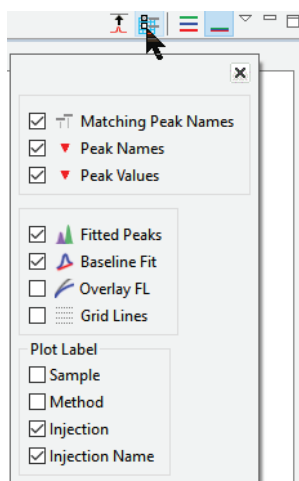 Matching Peak Names
Peak Names
Peak Values
Fitted Peaks
Baseline Fit
Overlay FL
Grid Lines
Plot Label
Sample
Method
Injection
Injection Name